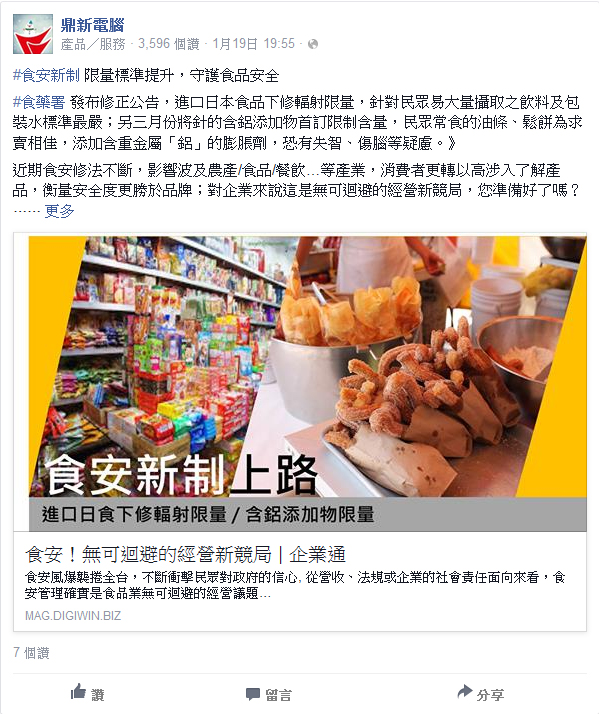 鼎新電腦
產品／服務 · 3,596 個讚 · 1月19日 19:55 ·
#食安新制 限量標準提升，守護食品安全
#食藥署 發布修正公告，進口日本食品下修輻射限量，針對民眾易大量攝取之飲料及包
裝水標準最嚴；另三月份將針的含鋁添加物首訂限制含量，民眾常食的油條、鬆餅為求
賣相佳，添加含重金屬「鋁」的膨脹劑，恐有失智、傷腦等疑慮。》
近期食安修法不斷，影響波及農產/食品/餐飲…等產業，消費者更轉以高涉入了解產
品，衡量安全度更勝於品牌；對企業來說這是無可迴避的經營新競局，您準備好了嗎？
…… 更多
食安新制上路
進口日食下修輻射限量 / 含鋁添加物限量
食安！無可迴避的經營新競局 | 企業通
食安風爆襲捲全台，不斷衝擊民眾對政府的信心, 從營收、法規或企業的社會責任面向來看，食
安管理確實是食品業無可迴避的經營議題...
MAG.DIGIWIN.BIZ
7 個讚
讚 留言 分享